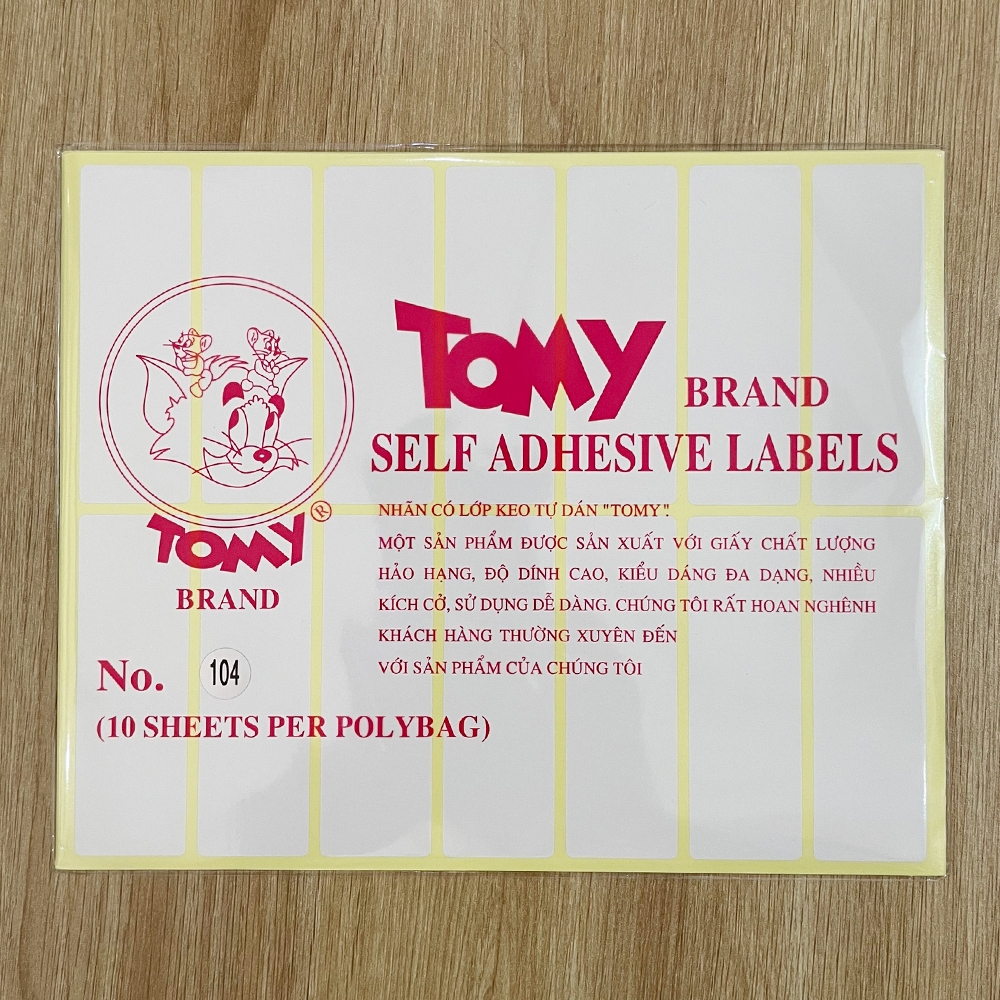 TOMY BRAND
SELF ADHESIVE LABELS
NHÃN CÓ LỚP KEO TỰ DÁN "TOMY".
MỘT SẢN PHẨM ĐƯỢC SẢN XUẤT VỚI GIẤY CHẤT LƯỢNG
HẢO HẠNG, ĐỘ DÍNH CAO, KIỂU DÁNG ĐA DẠNG, NHIỀU
KÍCH CỞ, SỬ DỤNG DỄ DÀNG. CHÚNG TÔI RẤT HOAN NGHÊNH
KHÁCH HÀNG THƯỜNG XUYÊN ĐẾN
VỚI SẢN PHẨM CỦA CHÚNG TÔI
TOMY ®
BRAND
No. 104
(10 SHEETS PER POLYBAG)